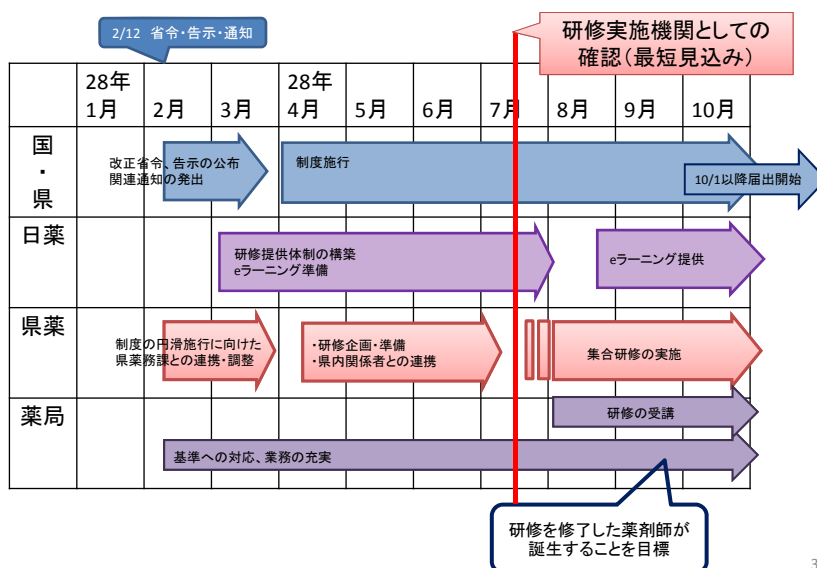 2/12 省令・告示・通知
研修実施機関としての
確認（最短見込み）
28年
1月
2月
3月
28年
4月
5月
6月
7月
8月
9月
10月
国
・
県
改正省令、告示の公布
関連通知の発出
制度施行
10/1以降届出開始
日薬
研修提供体制の構築
eラーニング準備
eラーニング提供
県薬
制度の円滑施行に向けた
県薬務課との連携・調整
・研修企画・準備
・県内関係者との連携
集合研修の実施
薬局
研修の受講
基準への対応、業務の充実
研修を修了した薬剤師が
誕生することを目標
3